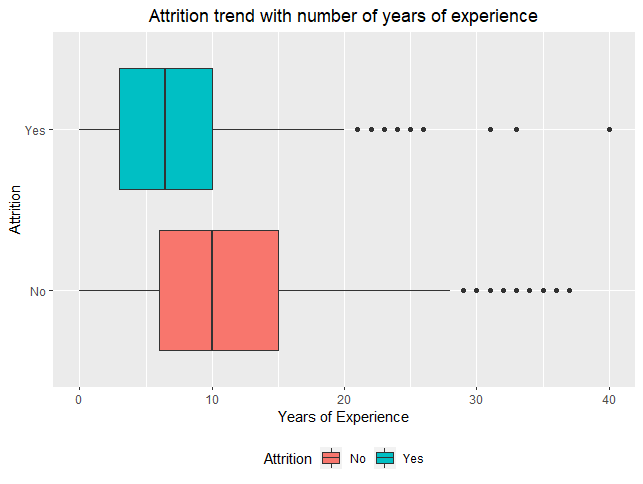 Attrition trend with number of years of experience
Attrition
Yes
No
0 10 20 30 40
Years of Experience
Attrition No Yes